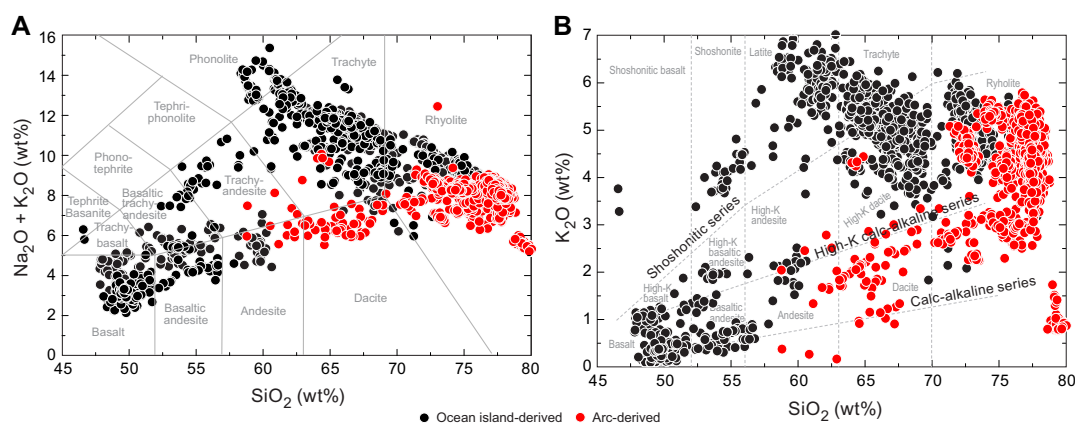 A
Na2O + K2O (wt%)
16
14
12
10
8
6
4
2
0
45
50
55
60
65
70
75
80
SiO2 (wt%)
Phonolite
Trachyte
Tephri-
phonolite
Rhyolite
Phono-
tephrite
Trachy-
andesite
Tephrite
Basanite
Basaltic
trachy-
andesite
Trachy-
basalt
Basalt
Basaltic
andesite
Andesite
Dacite
B
K2O (wt%)
7
6
5
4
3
2
1
0
45
50
55
60
65
70
75
80
SiO2 (wt%)
Shoshonitic basalt
Shoshonite
Latite
Trachyte
Ryholite
Shoshonitic series
High-K
andesite
High-K dacite
High-K calc-alkaline series
High-K
basaltic
andesite
High-K
basalt
Basalt
Basaltic
andesite
Andesite
Dacite
Calc-alkaline series
Ocean island-derived
Arc-derived